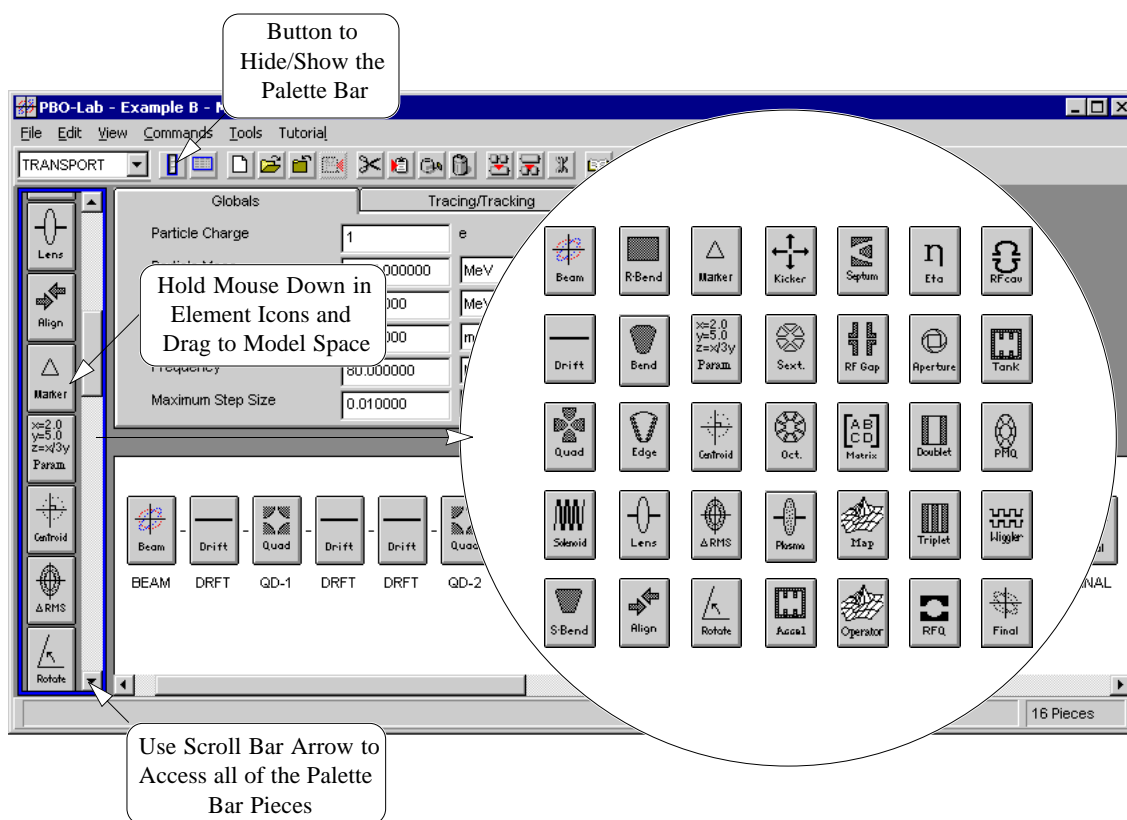 Button to
Hide/Show the
Palette Bar
PBO-Lab - Example B -
File Edit View Commands Tools Tutorial
TRANSPORT
Globals
Tracing/Tracking
Particle Charge
1
e
MeV
Hold Mouse Down in
Element Icons and
Drag to Model Space
Frequency
80.000000
Maximum Step Size
0.010000
Lens
Align
Marker
x=2.0
y=5.0
z=x/3y
Param
Centroid
ΔRMS
Rotate
Beam
R-Bend
Marker
Kicker
Septum
η
Eta
RFcav
Drift
Bend
x=2.0
y=5.0
z=x/3y
Param
Sext.
RF Gap
Aperture
Tank
Quad
Edge
Centroid
Oct.
A B
C D
Matrix
Doublet
PMQ
Solenoid
Lens
ΔRMS
Plasma
Map
Triplet
Wiggler
S-Bend
Align
Rotate
Accel
Operator
RFQ
Final
Beam - Drift - Quad - Drift - Drift - Quad
BEAM DRFT QD-1 DRFT DRFT QD-2
16 Pieces
Use Scroll Bar Arrow to
Access all of the Palette
Bar Pieces